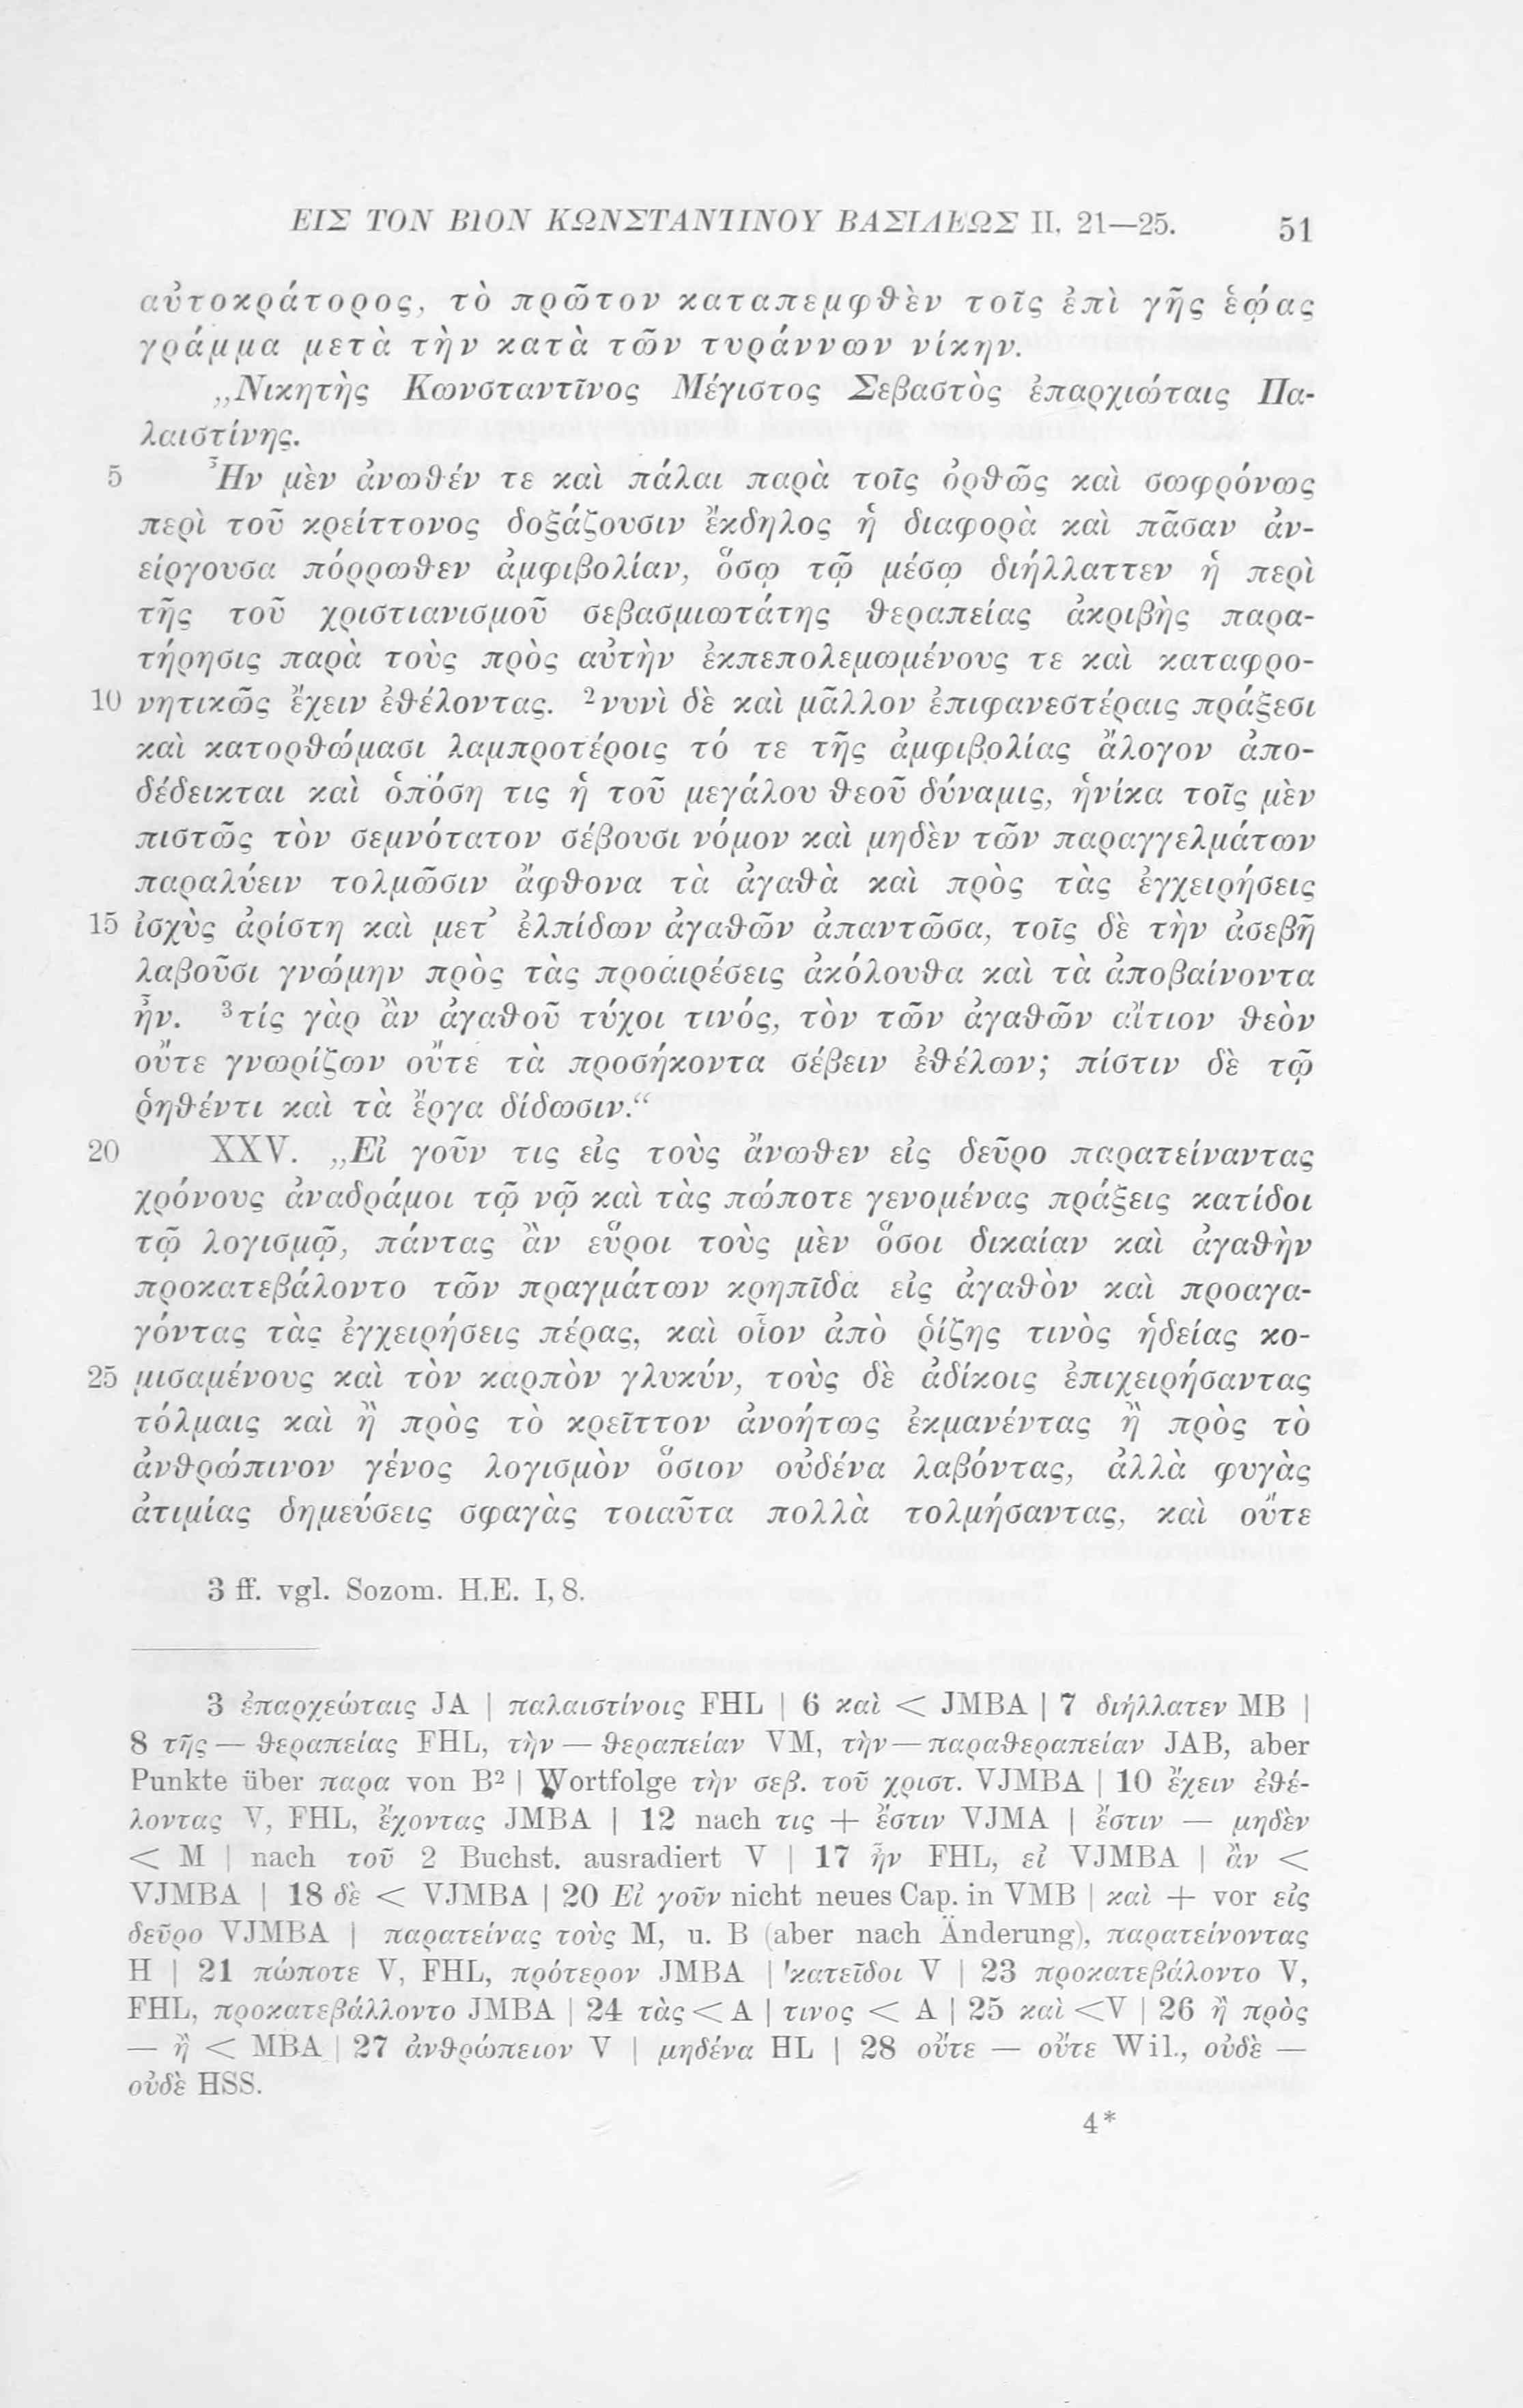 ΕΙΣ ΤΟΝ ΒΙΟΝ ΚΩΝΣΤΑΝΤΙΝΟΥ ΒΑΣΙΛΕΩΣ II, 21—25. 51
αὐτοκράτορος, τὸ πρῶτον καταπεμφθὲν τοῖς ἐπὶ γῆς ἑῴας
γράμμα μετὰ τὴν κατὰ τῶν τυράννων νίκην.
„Νικητὴς Κωνσταντῖνος Μέγιστος Σεβαστὸς ἐπαρχιώταις Πα-
λαιστίνης.
5 Ἦν μὲν ἀνωθέν τε καὶ πάλαι παρὰ τοῖς ὀρθῶς καὶ σωφρόνως
περὶ τοῦ κρείττονος δοξάζουσιν ἔκδηλος ἡ διαφορὰ καὶ πᾶσαν ἀν-
είργουσα πόρρωθεν ἀμφιβολίαν, ὅσῳ τῷ μέσῳ διήλλαττεν ἡ περὶ
τῆς τοῦ χριστιανισμοῦ σεβασμιωτάτης θεραπείας ἀκριβὴς παρα-
τήρησις παρὰ τοὺς πρὸς αὐτὴν ἐκπεπολεμωμένους τε καὶ καταφρο-
10 νητικῶς ἔχειν ἐθέλοντας. ²νυνὶ δὲ καὶ μᾶλλον ἐπιφανεστέραις πράξεσι
καὶ κατορθώμασι λαμπροτέροις τό τε τῆς ἀμφιβολίας ἄλογον ἀπο-
δέδεικται καὶ ὁπόση τις ἡ τοῦ μεγάλου θεοῦ δύναμις, ἡνίκα τοῖς μὲν
πιστῶς τὸν σεμνότατον σέβουσι νόμον καὶ μηδὲν τῶν παραγγελμάτων
παραλύειν τολμῶσιν ἄφθονα τὰ ἀγαθὰ καὶ πρὸς τὰς ἐγχειρήσεις
15 ἰσχὺς ἀρίστη καὶ μετ’ ἐλπίδων ἀγαθῶν ἀπαντῶσα, τοῖς δὲ τὴν ἀσεβῆ
λαβοῦσι γνώμην πρὸς τὰς προαιρέσεις ἀκόλουθα καὶ τὰ ἀποβαίνοντα
ἦν. ³τίς γὰρ ἂν ἀγαθοῦ τύχοι τινός, τὸν τῶν ἀγαθῶν αἴτιον θεὸν
οὔτε γνωρίζων οὔτε τὰ προσήκοντα σέβειν ἐθέλων; πίστιν δὲ τῷ
ῥηθέντι καὶ τὰ ἔργα δίδωσιν.“
20 XXV. „Εἰ γοῦν τις εἰς τοὺς ἄνωθεν εἰς δεῦρο παρατείναντας
χρόνους ἀναδράμοι τῷ νῷ καὶ τὰς πώποτε γενομένας πράξεις κατίδοι
τῷ λογισμῷ, πάντας ἂν εὕροι τοὺς μὲν ὅσοι δικαίαν καὶ ἀγαθὴν
προκατεβάλοντο τῶν πραγμάτων κρηπῖδα εἰς ἀγαθὸν καὶ προαγα-
γόντας τὰς ἐγχειρήσεις πέρας, καὶ οἷον ἀπὸ ῥίζης τινὸς ἡδείας κο-
25 μισαμένους καὶ τὸν καρπὸν γλυκύν, τοὺς δὲ ἀδίκοις ἐπιχειρήσαντας
τόλμαις καὶ ἢ πρὸς τὸ κρεῖττον ἀνοήτως ἐκμανέντας ἢ πρὸς τὸ
ἀνθρώπινον γένος λογισμὸν ὅσιον οὐδένα λαβόντας, ἀλλὰ φυγὰς
ἀτιμίας δημεύσεις σφαγὰς τοιαῦτα πολλὰ τολμήσαντας, καὶ οὔτε
3 ff. vgl. Sozom. H.E. I, 8.
3 ἐπαρχεώταις JA | παλαιστίνοις FHL | 6 καὶ < JMBA | 7 διήλλατεν MB |
8 τῆς — θεραπείας FHL, τὴν — θεραπείαν VM, τὴν — παραθεραπείαν JAB, aber
Punkte über παρα von B² | Wortfolge τὴν σεβ. τοῦ χριστ. VJMBA | 10 ἔχειν ἐθέ-
λοντας V, FHL, ἔχοντας JMBA | 12 nach τις + ἔστιν VJMA | ἔστιν — μηδὲν
< M | nach τοῦ 2 Buchst. ausradiert V | 17 ἦν FHL, εἰ VJMBA | ἂν <
VJMBA | 18 δὲ < VJMBA | 20 Εἰ γοῦν nicht neues Cap. in VMB | καὶ + vor εἰς
δεῦρο VJMBA | παρατείνας τοὺς M, u. B (aber nach Änderung), παρατείνοντας
H | 21 πώποτε V, FHL, πρότερον JMBA | κατεῖδοι V | 23 προκατεβάλοντο V,
FHL, προκατεβάλλοντο JMBA | 24 τὰς < A | τινος < A | 25 καὶ < V | 26 ἢ πρὸς
— ἢ < MBA | 27 ἀνθρώπειον V | μηδένα HL | 28 οὔτε — οὔτε Wil., οὐδὲ —
οὐδὲ HSS.
4*